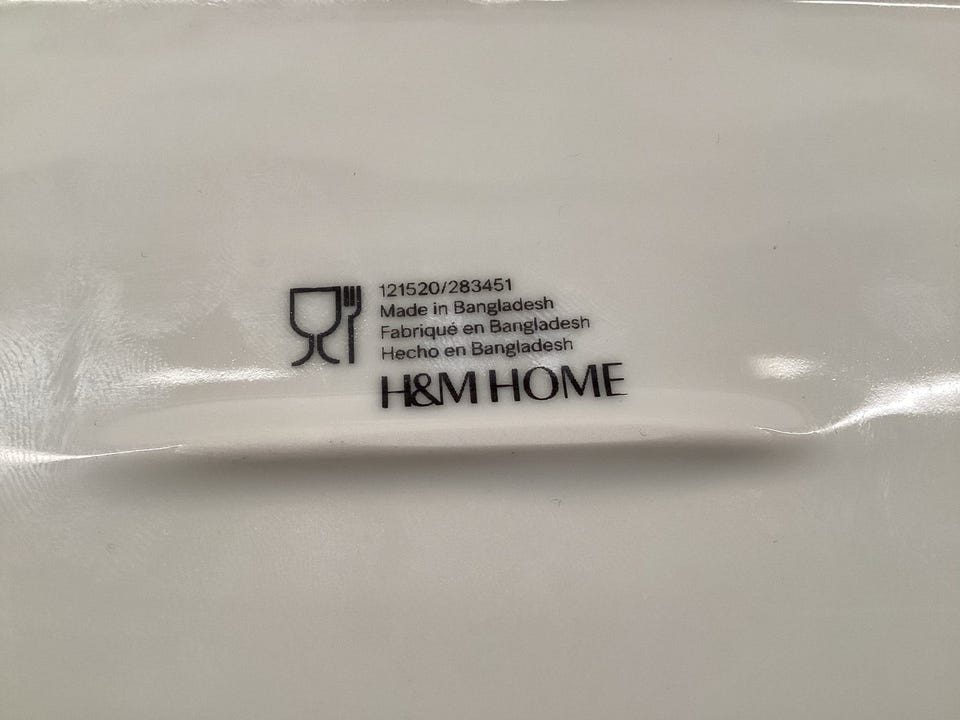 121520/283451
Made in Bangladesh
Fabriqué en Bangladesh
Hecho en Bangladesh
H&M HOME